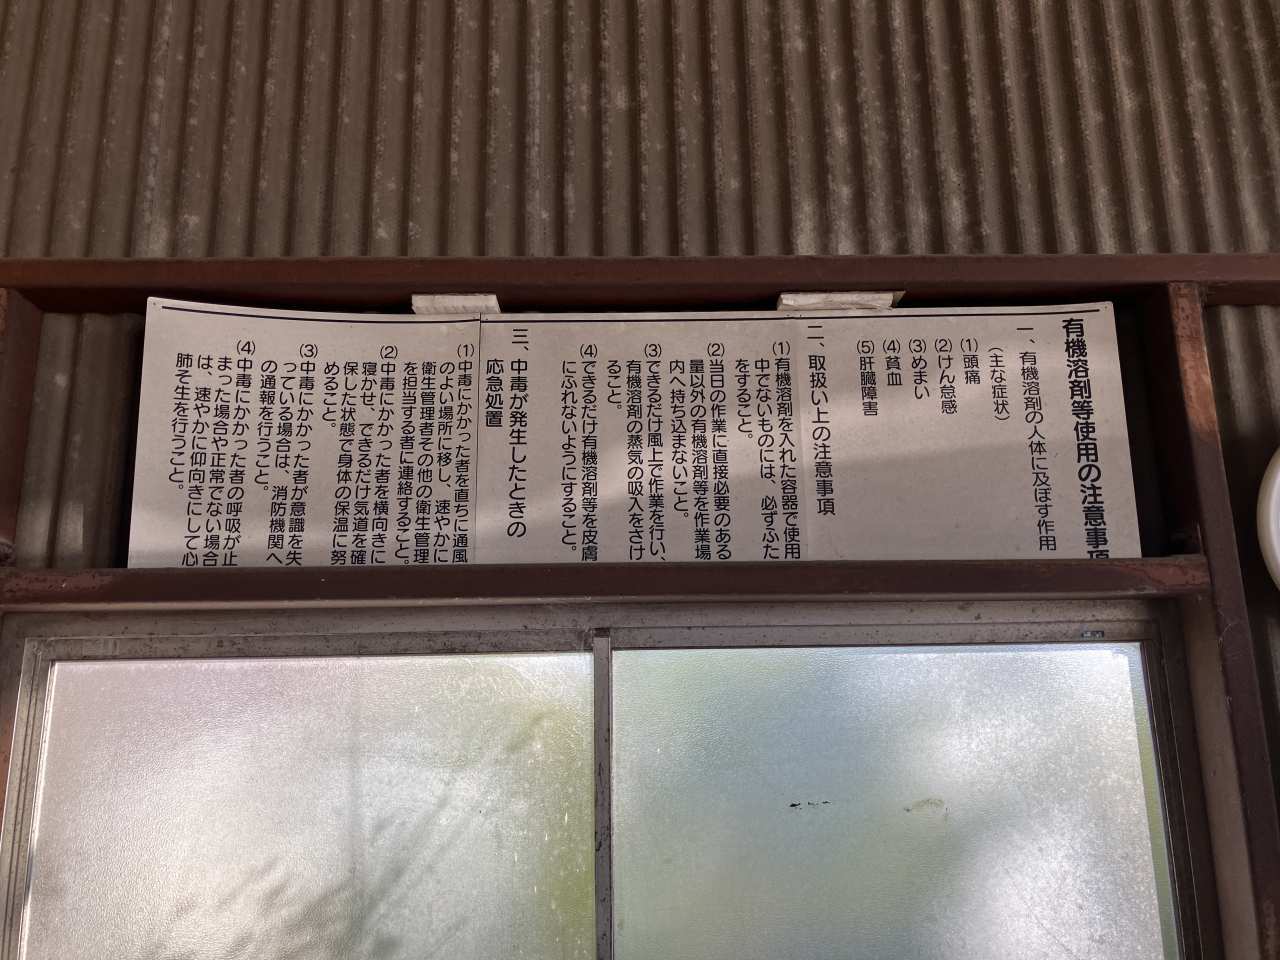 有機溶剤等使用の注意事項
一、有機溶剤の人体に及ぼす作用
(主な症状)
(1)頭痛
(2)けん怠感
(3)めまい
(4)貧血
(5)肝臓障害
二、取扱い上の注意事項
(1)有機溶剤を入れた容器で使用
中でないものには、必ずふた
をすること。
(2)当日の作業に直接必要のある
量以外の有機溶剤等を作業場
内へ持ち込まないこと。
(3)できるだけ風上で作業を行い、
有機溶剤の蒸気の吸入をさけ
ること。
(4)できるだけ有機溶剤等を皮膚
にふれないようにすること。
三、中毒が発生したときの
応急処置
(1)中毒にかかった者を直ちに通風
のよい場所に移し、速やかに
衛生管理者その他の衛生管理
を担当する者に連絡すること。
(2)中毒にかかった者を横向きに
寝かせ、できるだけ気道を確
保した状態で身体の保温に努
めること。
(3)中毒にかかった者が意識を失
っている場合は、消防機関へ
の通報を行うこと。
(4)中毒にかかった者の呼吸が止
まった場合や正常でない場合
は、速やかに仰向きにして心
肺そ生を行うこと。